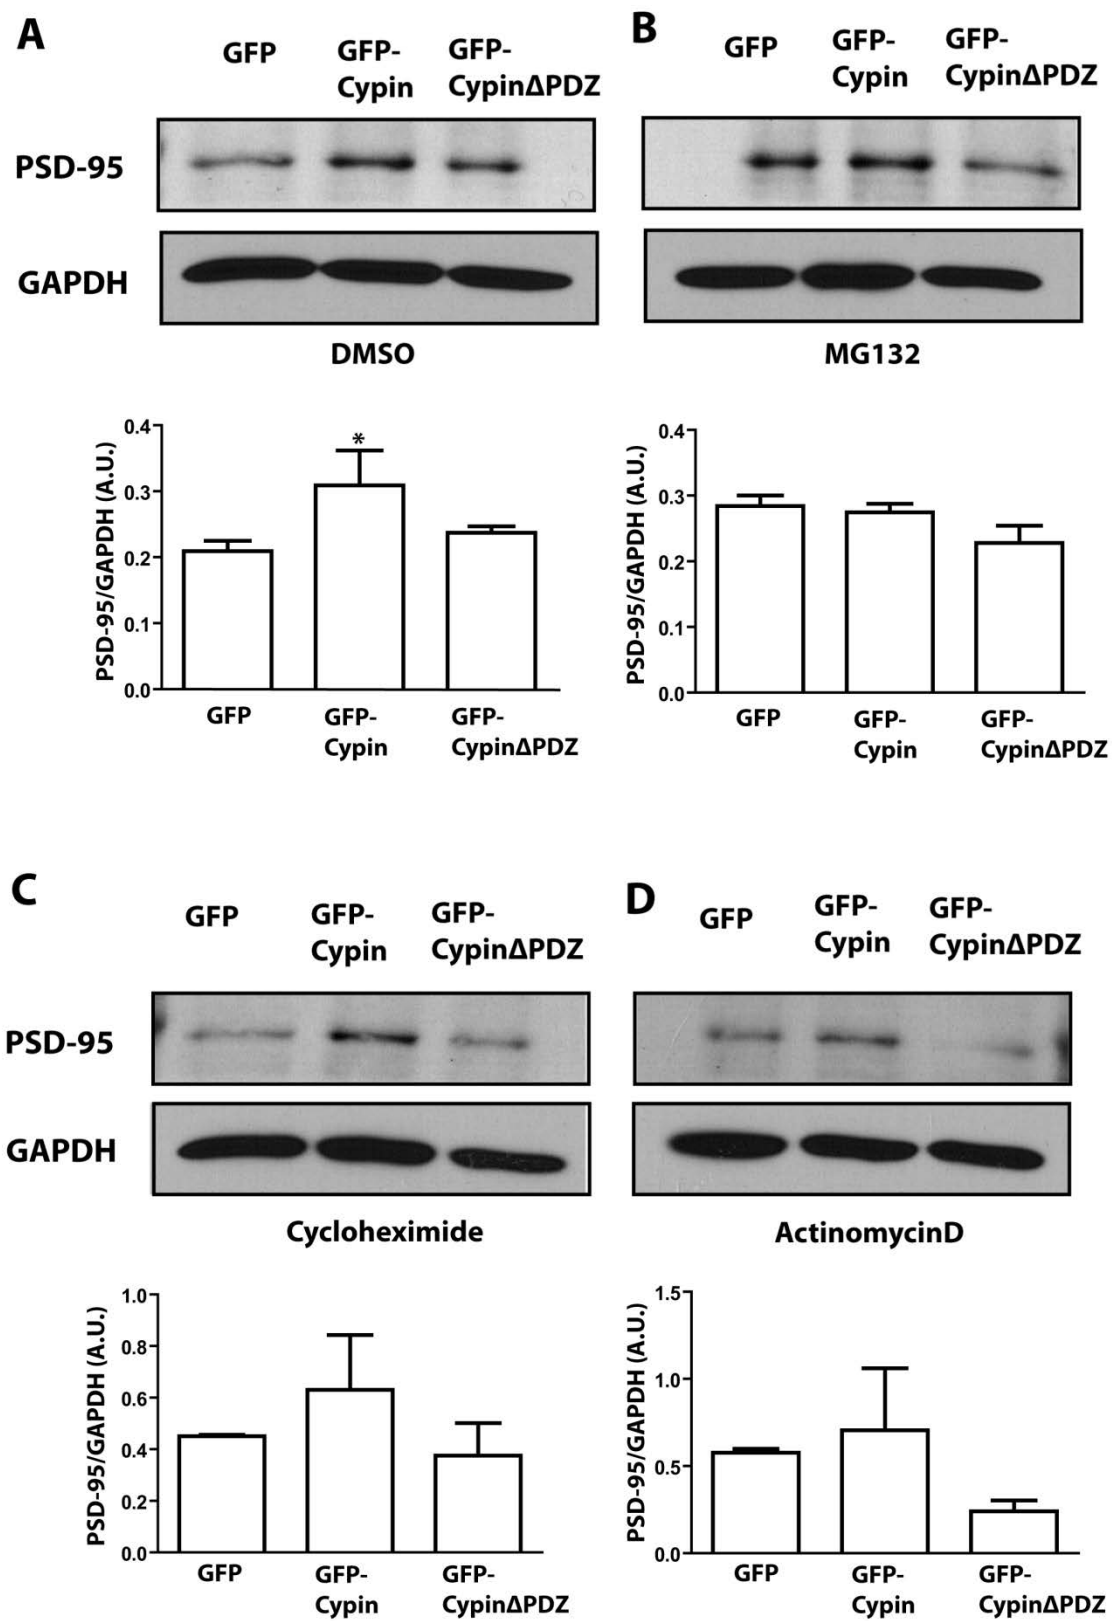 A
GFP
GFP-
Cypin
GFP-
CypinΔPDZ
PSD-95
GAPDH
DMSO
PSD-95/GAPDH (A.U.)
0.4
0.3
0.2
0.1
0.0
*
GFP
GFP-
Cypin
GFP-
CypinΔPDZ
B
GFP
GFP-
Cypin
GFP-
CypinΔPDZ
MG132
PSD-95/GAPDH (A.U.)
0.4
0.3
0.2
0.1
0.0
GFP
GFP-
Cypin
GFP-
CypinΔPDZ
C
GFP
GFP-
Cypin
GFP-
CypinΔPDZ
PSD-95
GAPDH
Cycloheximide
PSD-95/GAPDH (A.U.)
1.0
0.8
0.6
0.4
0.2
0.0
GFP
GFP-
Cypin
GFP-
CypinΔPDZ
D
GFP
GFP-
Cypin
GFP-
CypinΔPDZ
ActinomycinD
PSD-95/GAPDH (A.U.)
1.5
1.0
0.5
0.0
GFP
GFP-
Cypin
GFP-
CypinΔPDZ